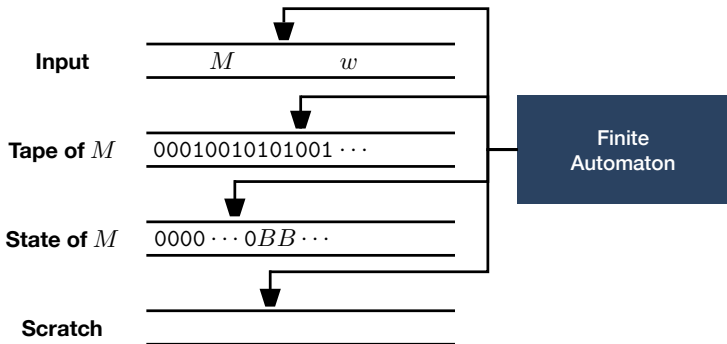 Input
M w
Finite
Automaton
Tape of M
00010010101001 · · ·
State of M
0000 · · · 0BB · · ·
Scratch